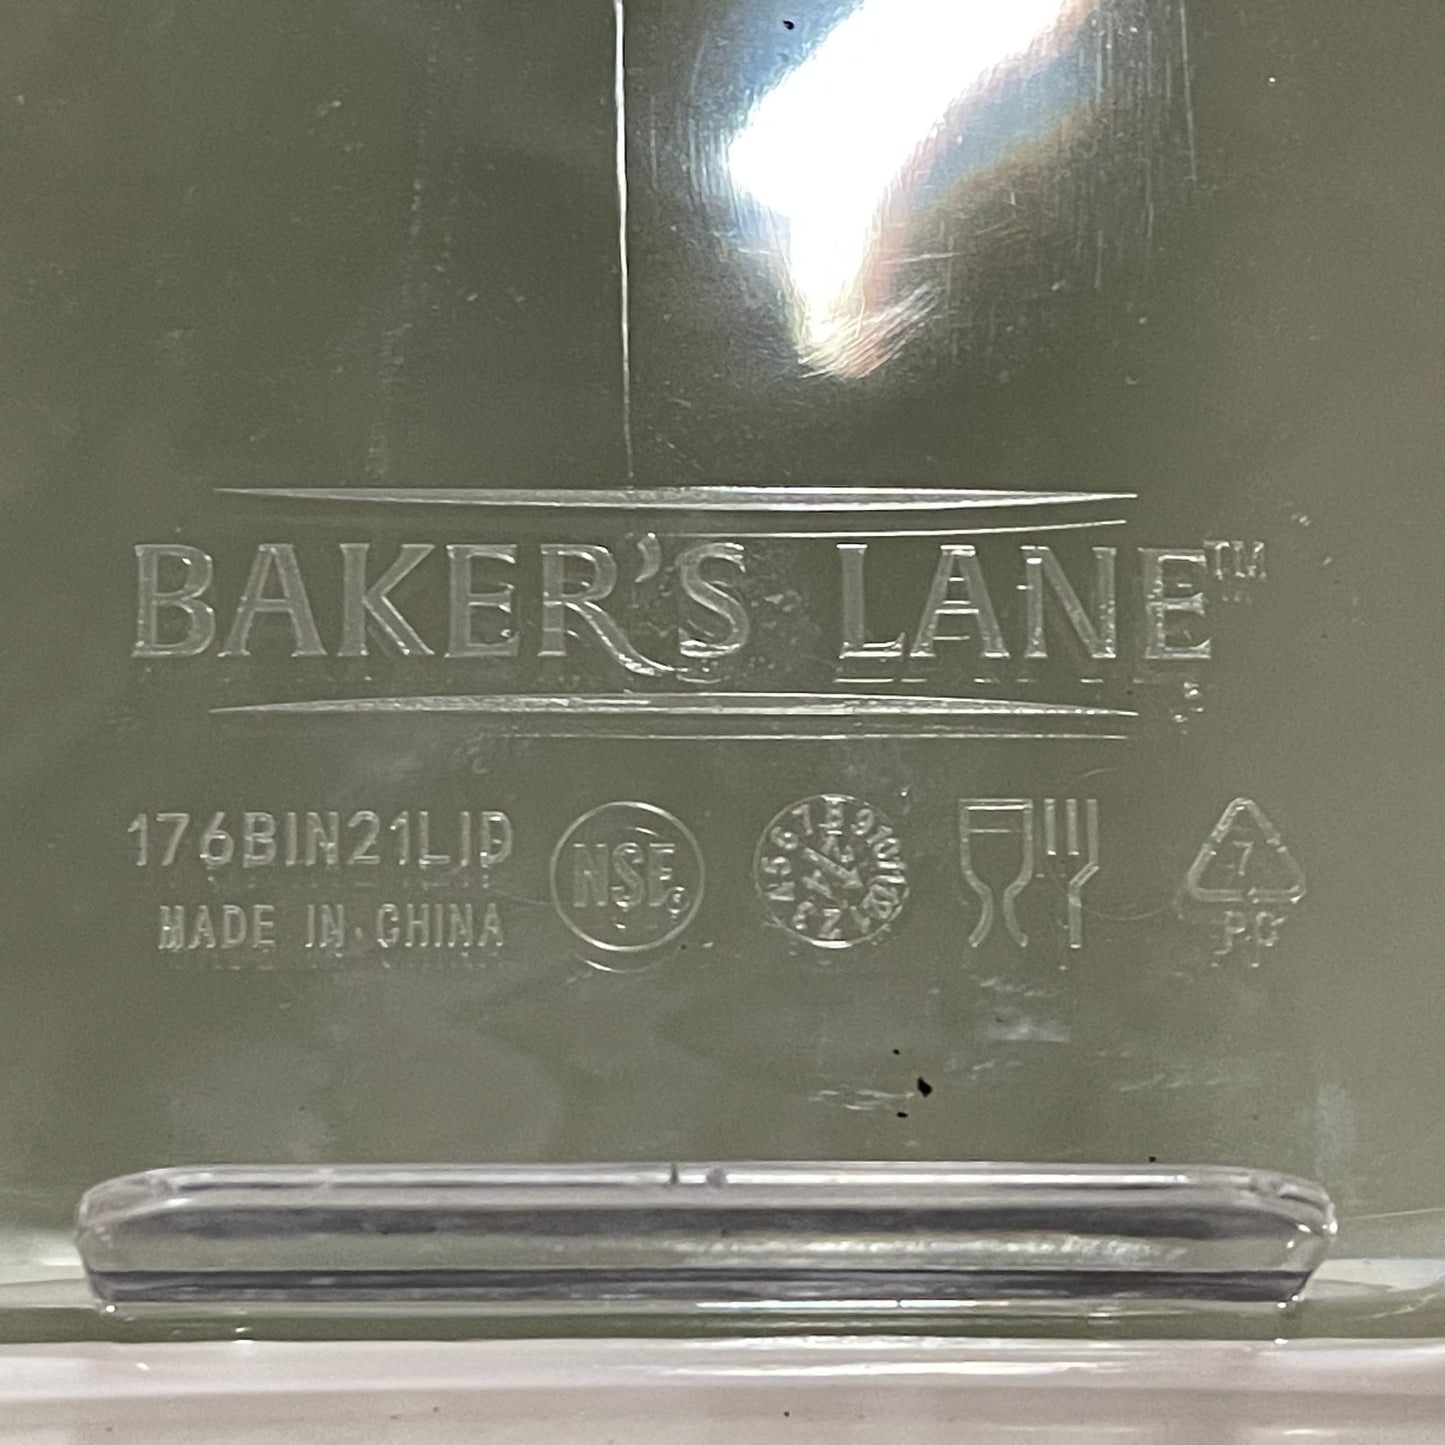 BAKER'S LANE™
176BIN21LID
MADE IN CHINA
NSF
7
PC